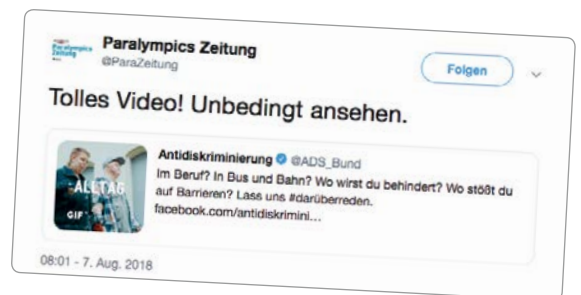 Paralympics
Zeitung
Paralympics Zeitung
@ParaZeitung
Folgen
Tolles Video! Unbedingt ansehen.
ALLTAG
GIF
Antidiskriminierung @ADS_Bund
Im Beruf? In Bus und Bahn? Wo wirst du behindert? Wo stößt du
auf Barrieren? Lass uns #darüberreden.
facebook.com/antidiskrimini...
08:01 - 7. Aug. 2018